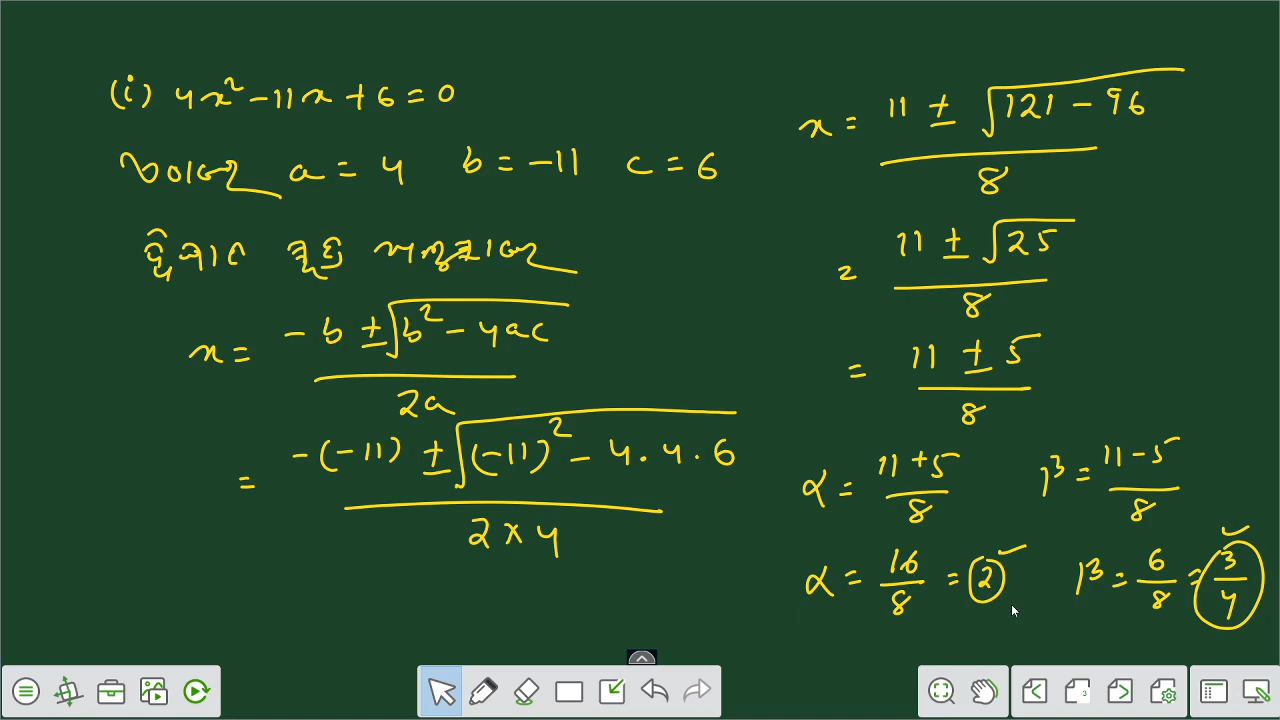 (i) 4x² - 11x + 6 = 0
ଏଠାରେ a = 4 b = -11 c = 6
ଦ୍ୱିଘାତ ସୂତ୍ର ଅନୁସାରେ
x = (-b ± √(b² - 4ac)) / 2a
= (-(-11) ± √((-11)² - 4.4.6)) / (2 × 4)
x = (11 ± √(121 - 96)) / 8
= (11 ± √25) / 8
= (11 ± 5) / 8
α = (11 + 5) / 8 β = (11 - 5) / 8
α = 16/8 = 2 β = 6/8 = 3/4